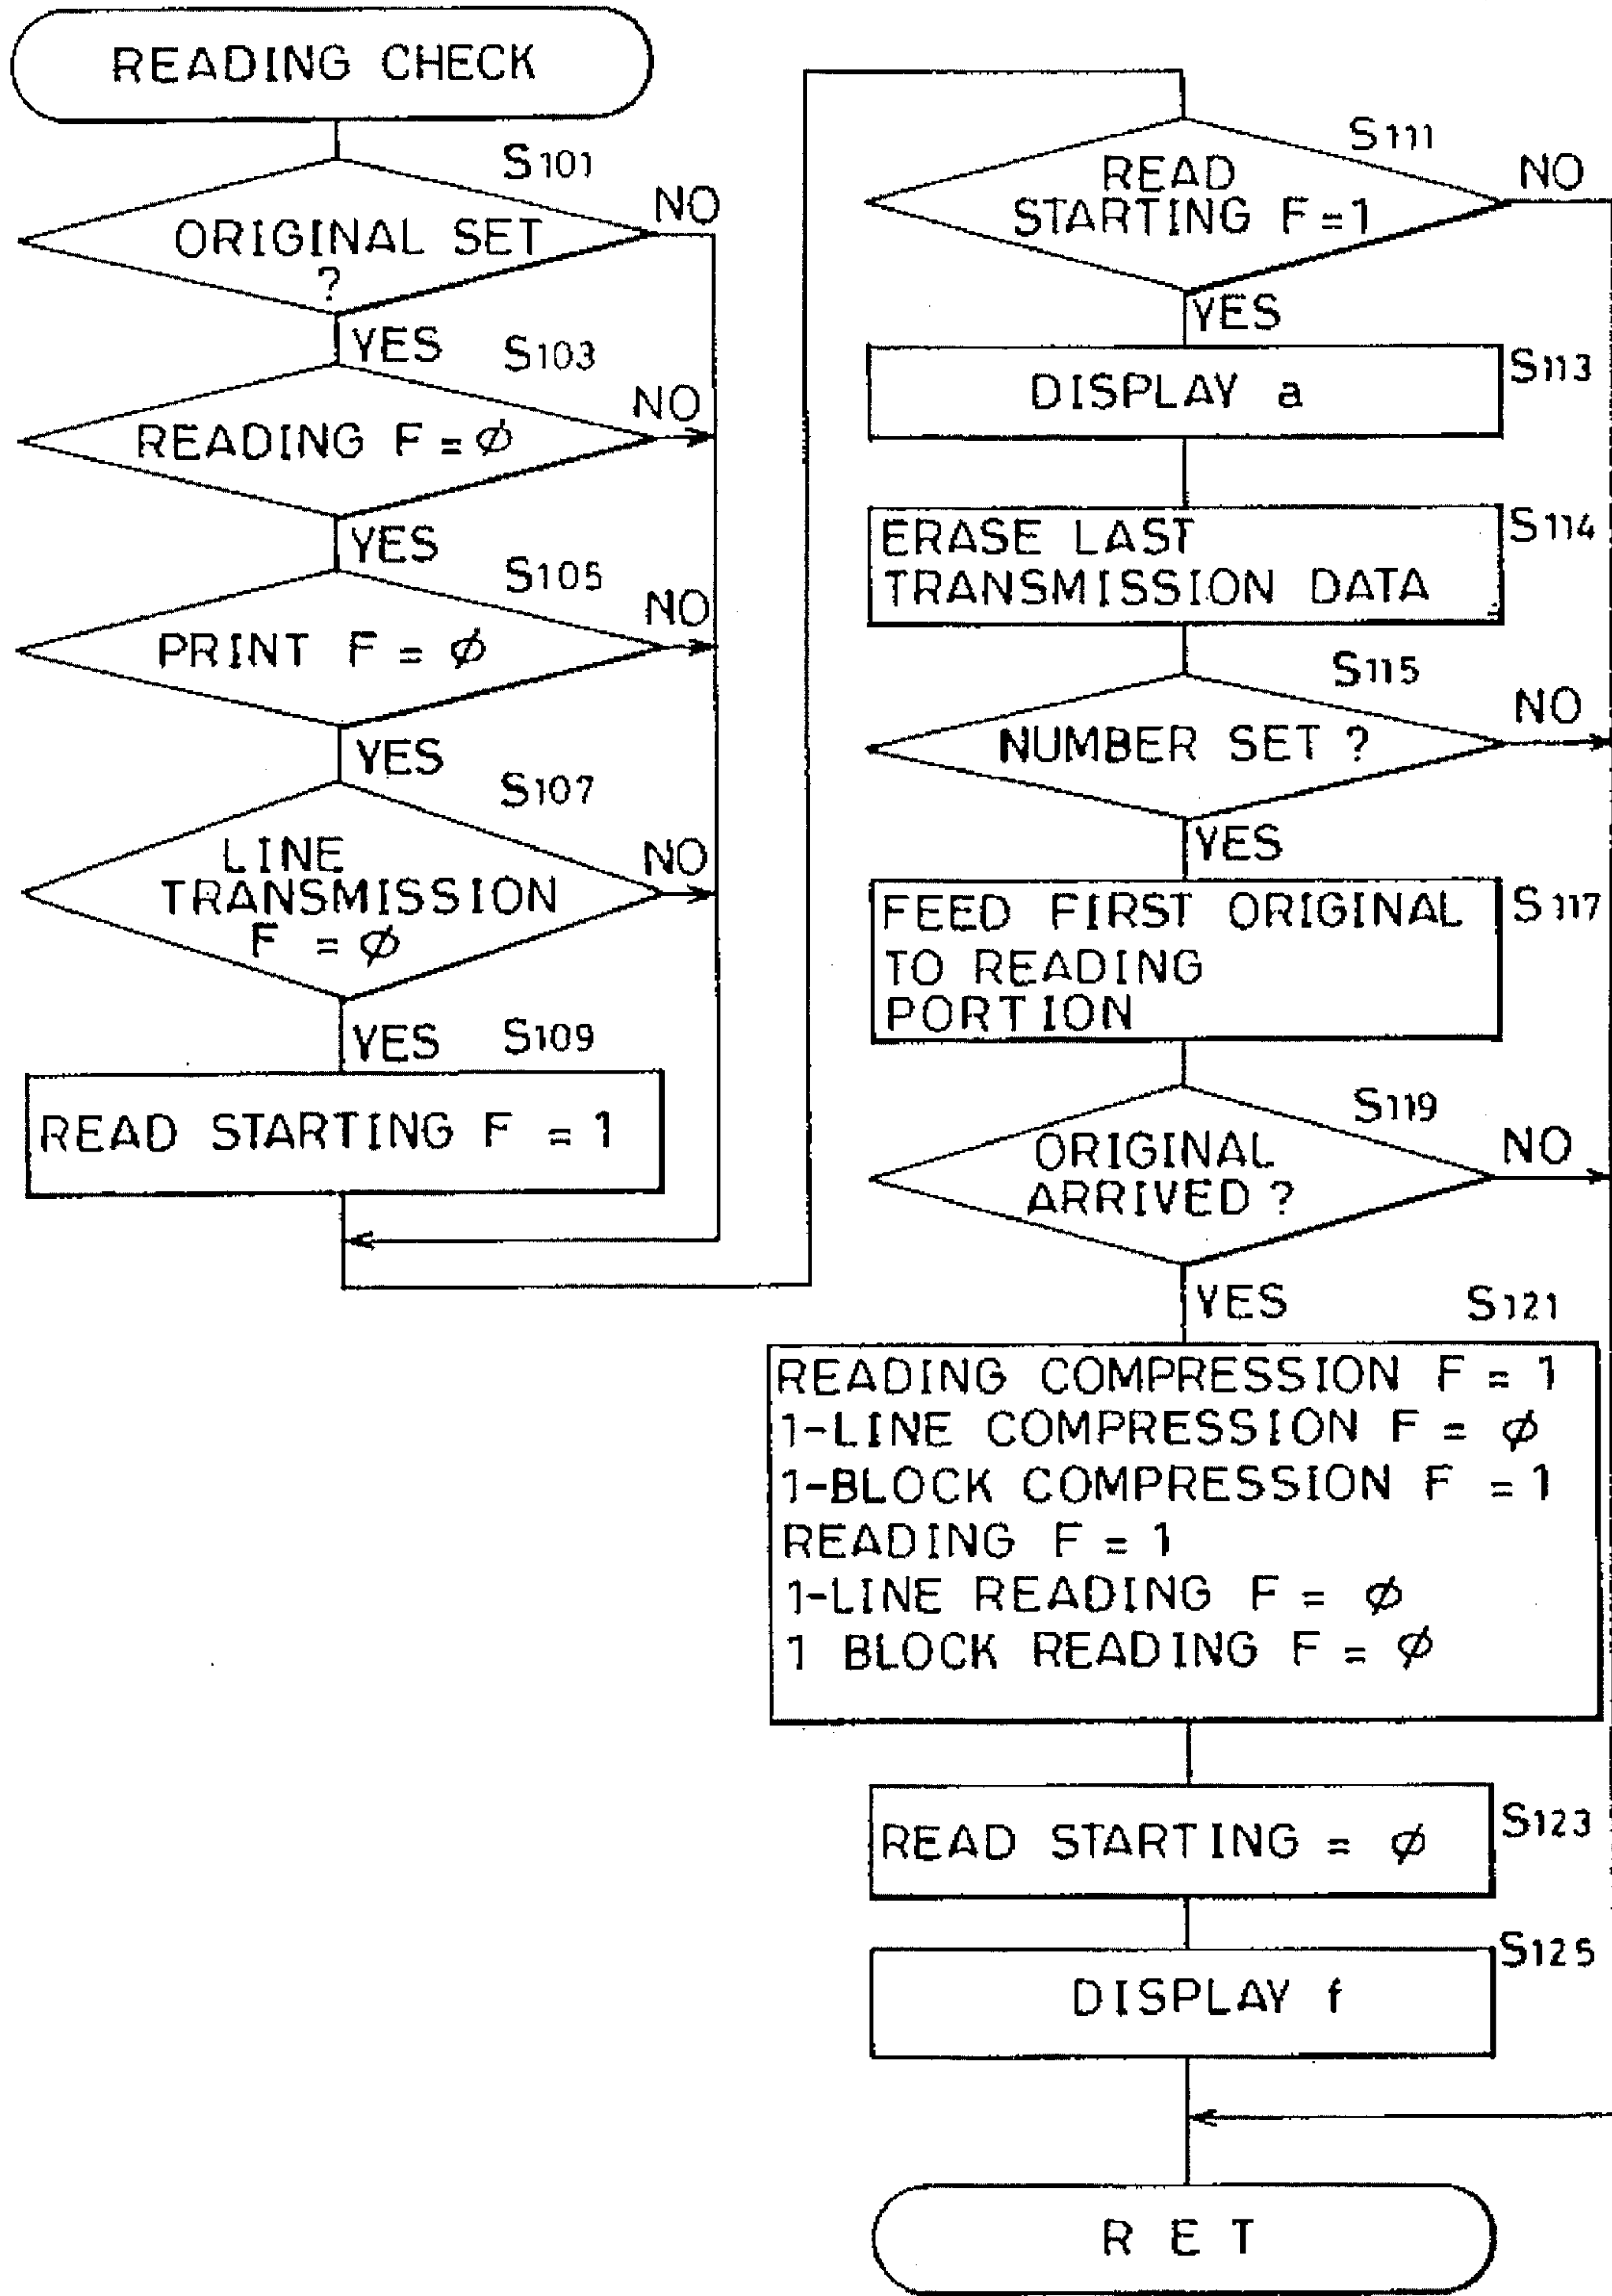 READING CHECK
S101
ORIGINAL SET
?
NO
YES
S103
READING F = ϕ
NO
YES
S105
PRINT F = ϕ
NO
YES
S107
LINE
TRANSMISSION
F = ϕ
NO
YES
S109
READ STARTING F = 1
S111
READ
STARTING F = 1
NO
YES
S113
DISPLAY a
S114
ERASE LAST
TRANSMISSION DATA
S115
NUMBER SET ?
NO
YES
S117
FEED FIRST ORIGINAL
TO READING
PORTION
S119
ORIGINAL
ARRIVED ?
NO
YES
S121
READING COMPRESSION F = 1
1-LINE COMPRESSION F = ϕ
1-BLOCK COMPRESSION F = 1
READING F = 1
1-LINE READING F = ϕ
1 BLOCK READING F = ϕ
S123
READ STARTING = ϕ
S125
DISPLAY f
RET